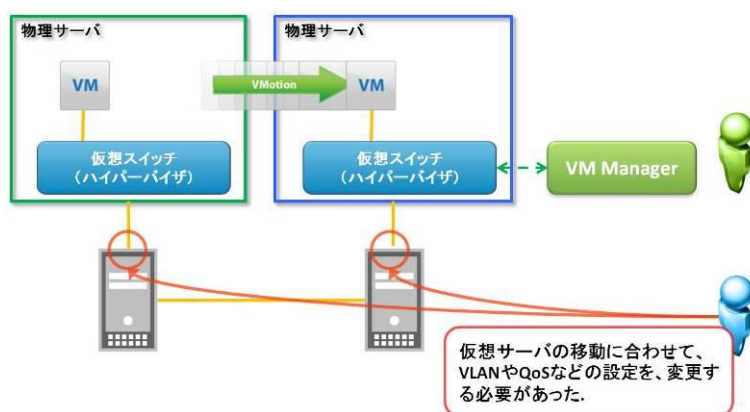 物理サーバ
物理サーバ
VM
VMotion
VM
仮想スイッチ
(ハイパーバイザ)
仮想スイッチ
(ハイパーバイザ)
VM Manager
仮想サーバの移動に合わせて、
VLANやQoSなどの設定を、変更す
る必要があった.